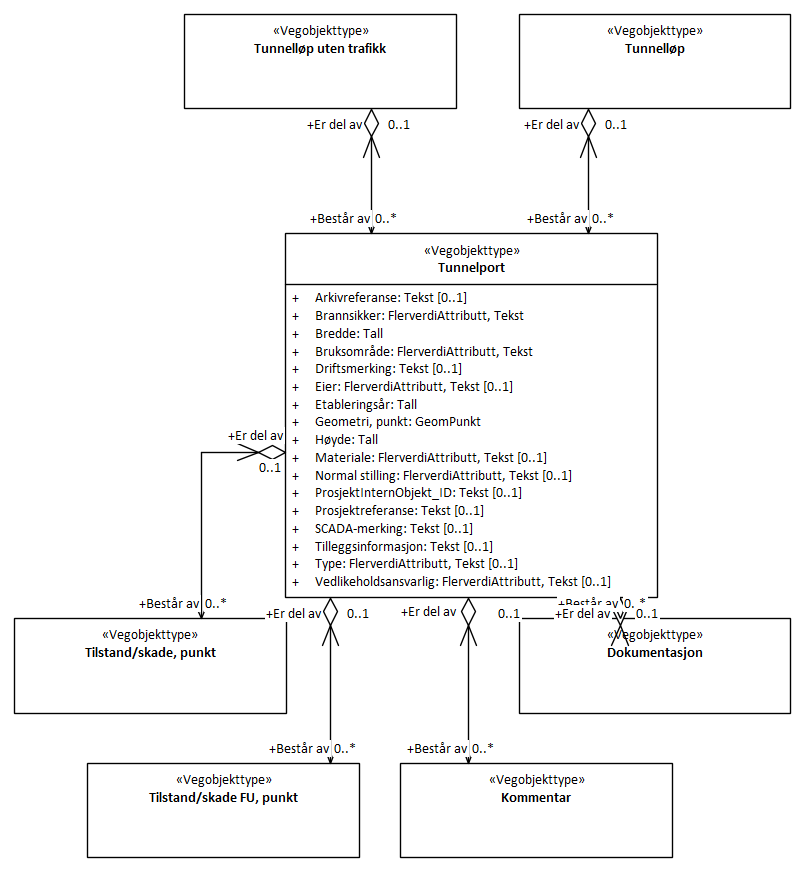 «Vegobjekttype»
Tunnelløp uten trafikk
«Vegobjekttype»
Tunnelløp
+Er del av 0..1
+Er del av 0..1
+Består av 0..*
+Består av 0..*
«Vegobjekttype»
Tunnelport
+ Arkivreferanse: Tekst [0..1]
+ Brannsikker: FlerverdiAttributt, Tekst
+ Bredde: Tall
+ Bruksområde: FlerverdiAttributt, Tekst
+ Driftsmerking: Tekst [0..1]
+ Eier: FlerverdiAttributt, Tekst [0..1]
+ Etableringsår: Tall
+ Geometri, punkt: GeomPunkt
+ Høyde: Tall
+ Materiale: FlerverdiAttributt, Tekst [0..1]
+ Normal stilling: FlerverdiAttributt, Tekst [0..1]
+ ProsjektInternObjekt_ID: Tekst [0..1]
+ Prosjektreferanse: Tekst [0..1]
+ SCADA-merking: Tekst [0..1]
+ Tilleggsinformasjon: Tekst [0..1]
+ Type: FlerverdiAttributt, Tekst [0..1]
+ Vedlikeholdsansvarlig: FlerverdiAttributt, Tekst [0..1]
+Er del av
0..1
+Består av 0..*
+Er del av 0..1
+Er del av 0..1
+Består av 0..*
+Er del av 0..1
«Vegobjekttype»
Tilstand/skade, punkt
«Vegobjekttype»
Dokumentasjon
+Består av 0..*
+Består av 0..*
«Vegobjekttype»
Tilstand/skade FU, punkt
«Vegobjekttype»
Kommentar